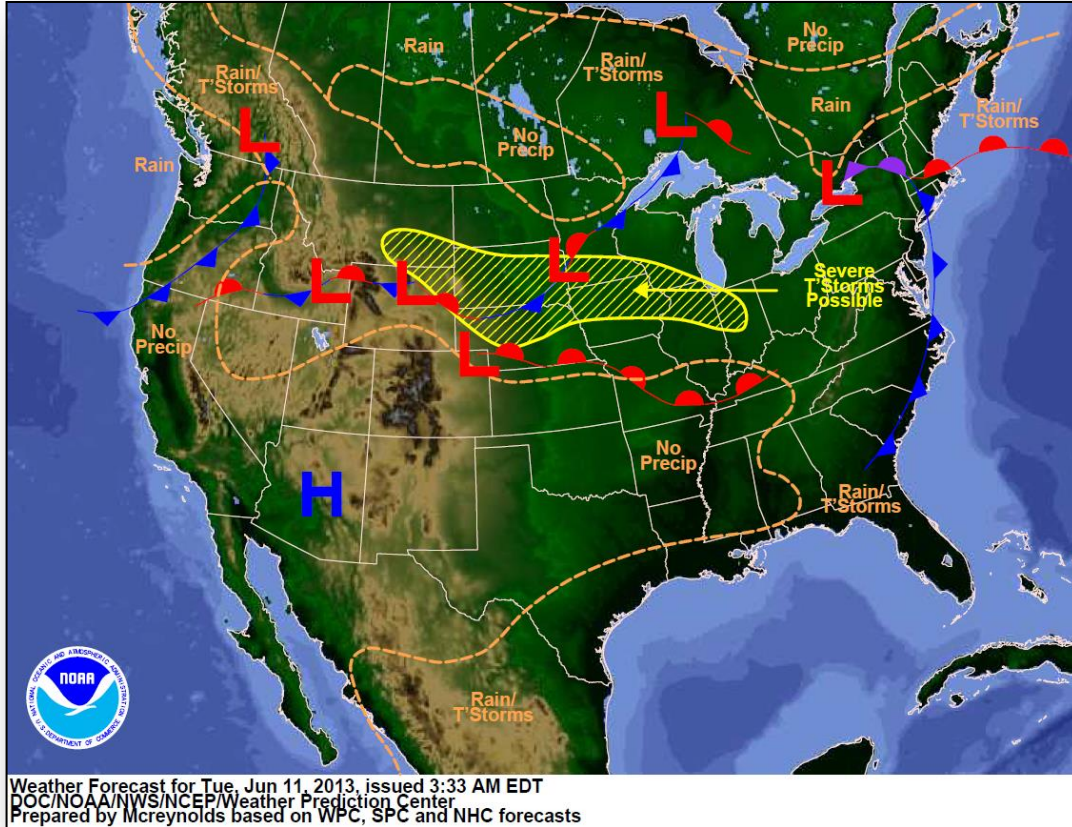 No
Precip
Rain
Rain/
T'Storms
Rain/
T'Storms
L
L
Rain
Rain/
T'Storms
No
Precip
Rain
L
L
L
L
Severe
T'Storms
Possible
No
Precip
L
No
Precip
H
Rain/
T'Storms
NATIONAL OCEANIC AND ATMOSPHERIC ADMINISTRATION
NOAA
U.S. DEPARTMENT OF COMMERCE
Rain/
T'Storms
Weather Forecast for Tue, Jun 11, 2013, issued 3:33 AM EDT
DOC/NOAA/NWS/NCEP/Weather Prediction Center
Prepared by Mcreynolds based on WPC, SPC and NHC forecasts